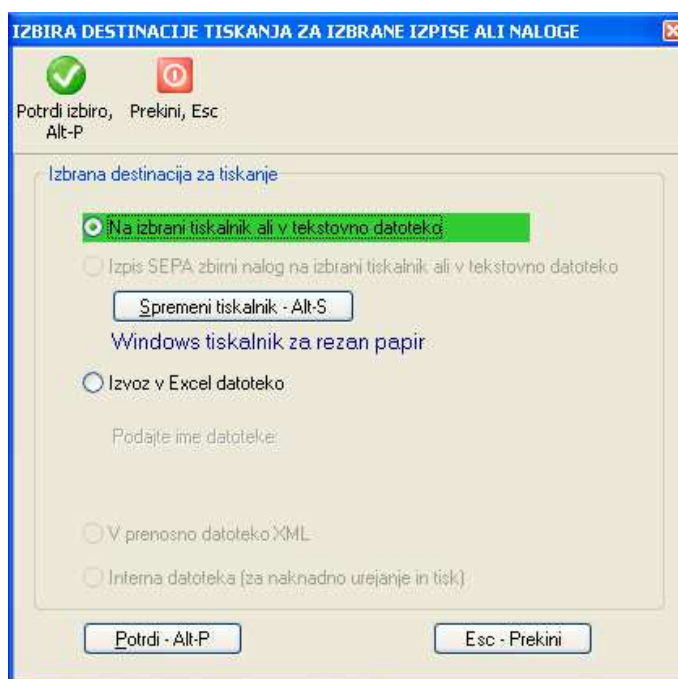 IZBIRA DESTINACIJE TISKANJA ZA IZBRANE IZPISE ALI NALOGE
Potrdi izbiro, Prekini, Esc
Alt-P
Izbrana destinacija za tiskanje
Na izbrani tiskalnik ali v tekstovno datoteko
Izpis SEPA zbirni nalog na izbrani tiskalnik ali v tekstovno datoteko
Spremeni tiskalnik - Alt-S
Windows tiskalnik za rezan papir
Izvoz v Excel datoteko
Podajte ime datoteke:
V prenosno datoteko XML
Interna datoteka (za naknadno urejanje in tisk)
Potrdi - Alt-P Esc - Prekini